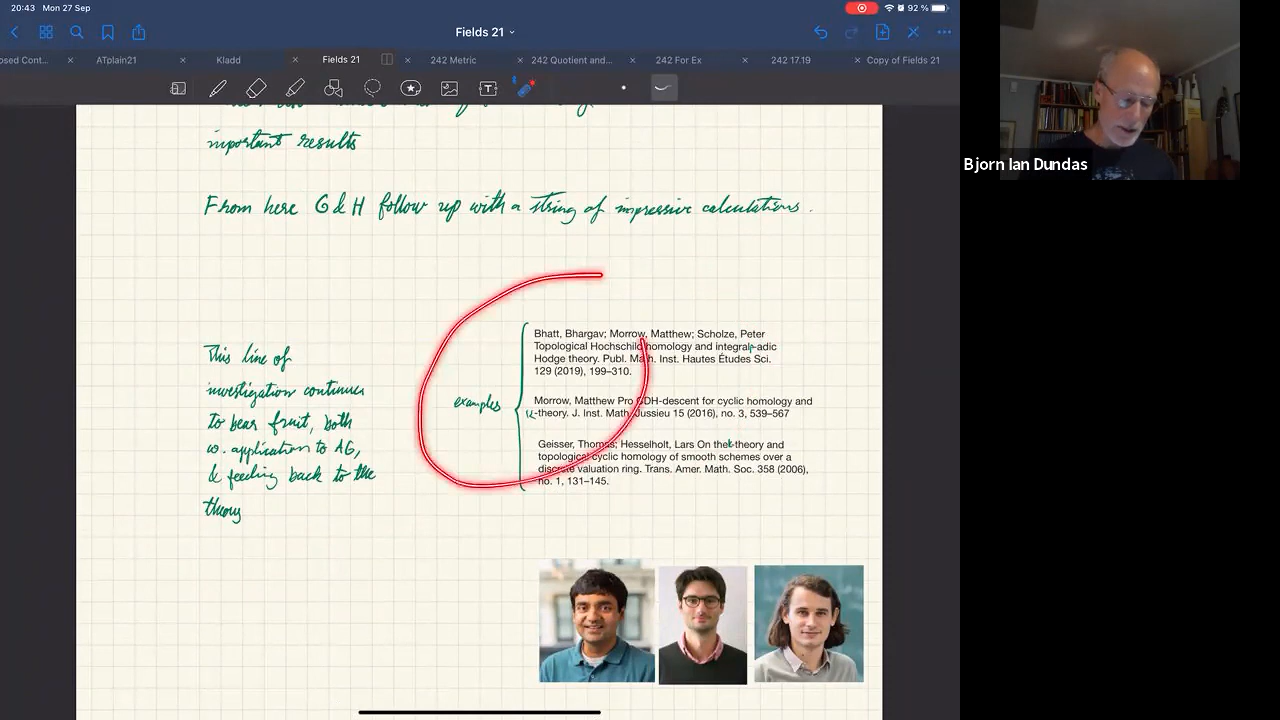 20:43 Mon 27 Sep
92 %
Fields 21
osed Cont...
ATplain21
Kladd
Fields 21
242 Metric
242 Quotient and...
242 For Ex
242 17.19
Copy of Fields 21
important results
From here G & H follow up with a string of impressive calculations.
This line of
investigation continues
to bear fruit, both
w. application to AG,
& feeding back to the
theory
examples
Bhatt, Bhargav; Morrow, Matthew; Scholze, Peter
Topological Hochschild homology and integral p-adic
Hodge theory. Publ. Math. Inst. Hautes Études Sci.
129 (2019), 199–310.
Morrow, Matthew Pro CDH-descent for cyclic homology and
K-theory. J. Inst. Math. Jussieu 15 (2016), no. 3, 539–567
Geisser, Thomas; Hesselholt, Lars On the K-theory and
topological cyclic homology of smooth schemes over a
discrete valuation ring. Trans. Amer. Math. Soc. 358 (2006),
no. 1, 131–145.
Bjorn Ian Dundas